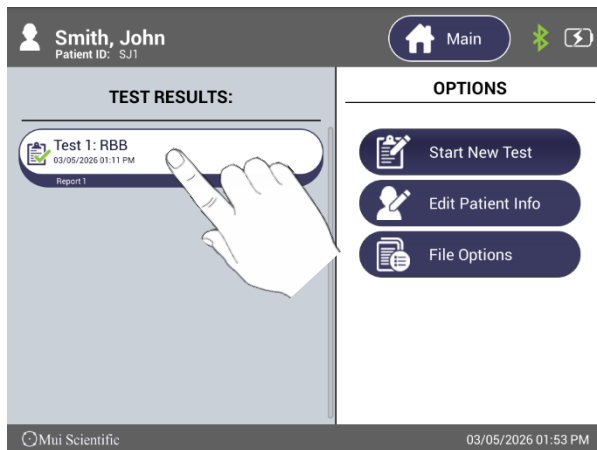 Smith, John
Patient ID: SJ1
Main
TEST RESULTS:
Test 1: RBB
03/05/2026 01:11 PM
Report 1
OPTIONS
Start New Test
Edit Patient Info
File Options
Mui Scientific
03/05/2026 01:53 PM